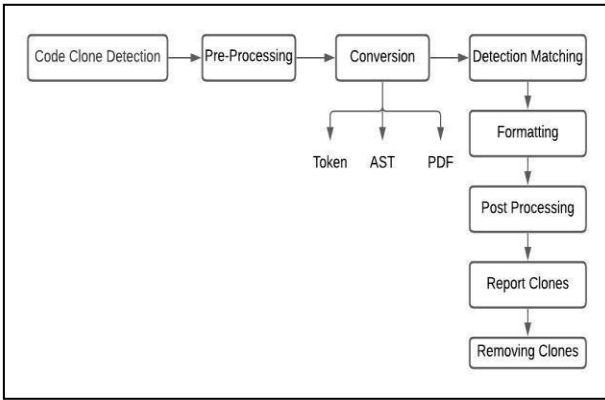 Code Clone Detection
Pre-Processing
Conversion
Detection Matching
Token
AST
PDF
Formatting
Post Processing
Report Clones
Removing Clones